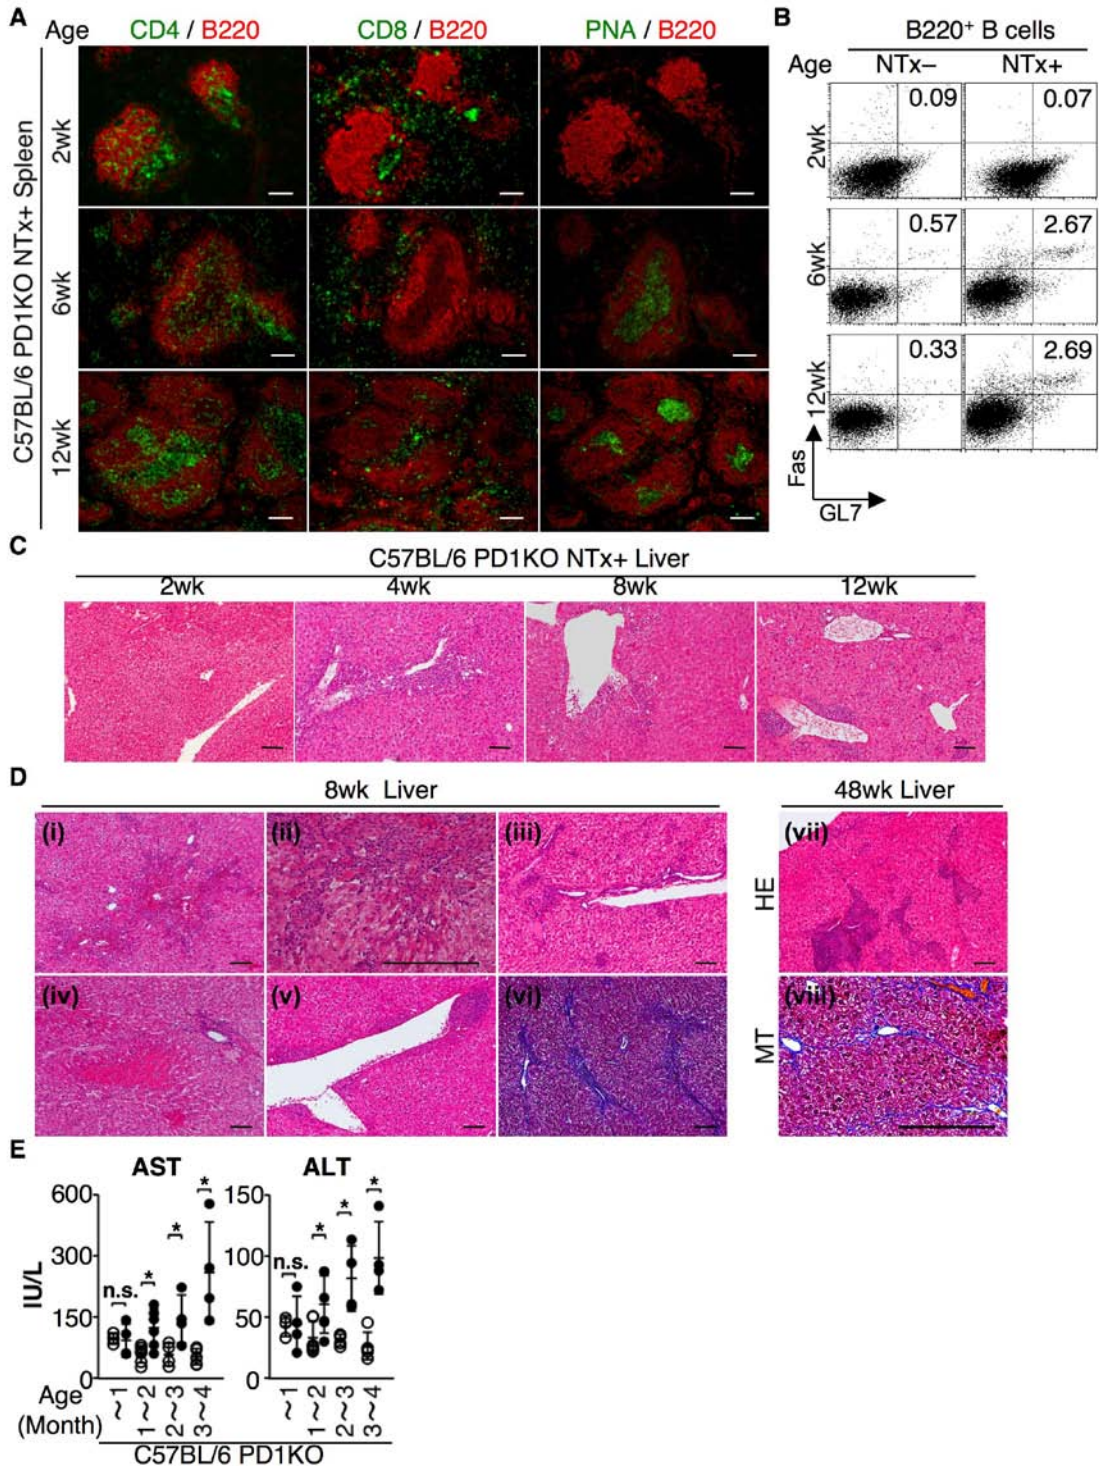 A
Age CD4 / B220 CD8 / B220 PNA / B220
C57BL/6 PD1KO NTx+ Spleen
2wk
6wk
12wk
B
B220+ B cells
Age NTx– NTx+
2wk 0.09 0.07
6wk 0.57 2.67
12wk 0.33 2.69
Fas
GL7
C
C57BL/6 PD1KO NTx+ Liver
2wk 4wk 8wk 12wk
D
8wk Liver 48wk Liver
(i) (ii) (iii) (vii)
HE
(iv) (v) (vi) (viii)
MT
E
AST ALT
IU/L
600 150
300 100
150 50
0 0
n.s. * * * n.s. * * *
Age
(Month)
~1 1~2 2~3 3~4 ~1 1~2 2~3 3~4
C57BL/6 PD1KO